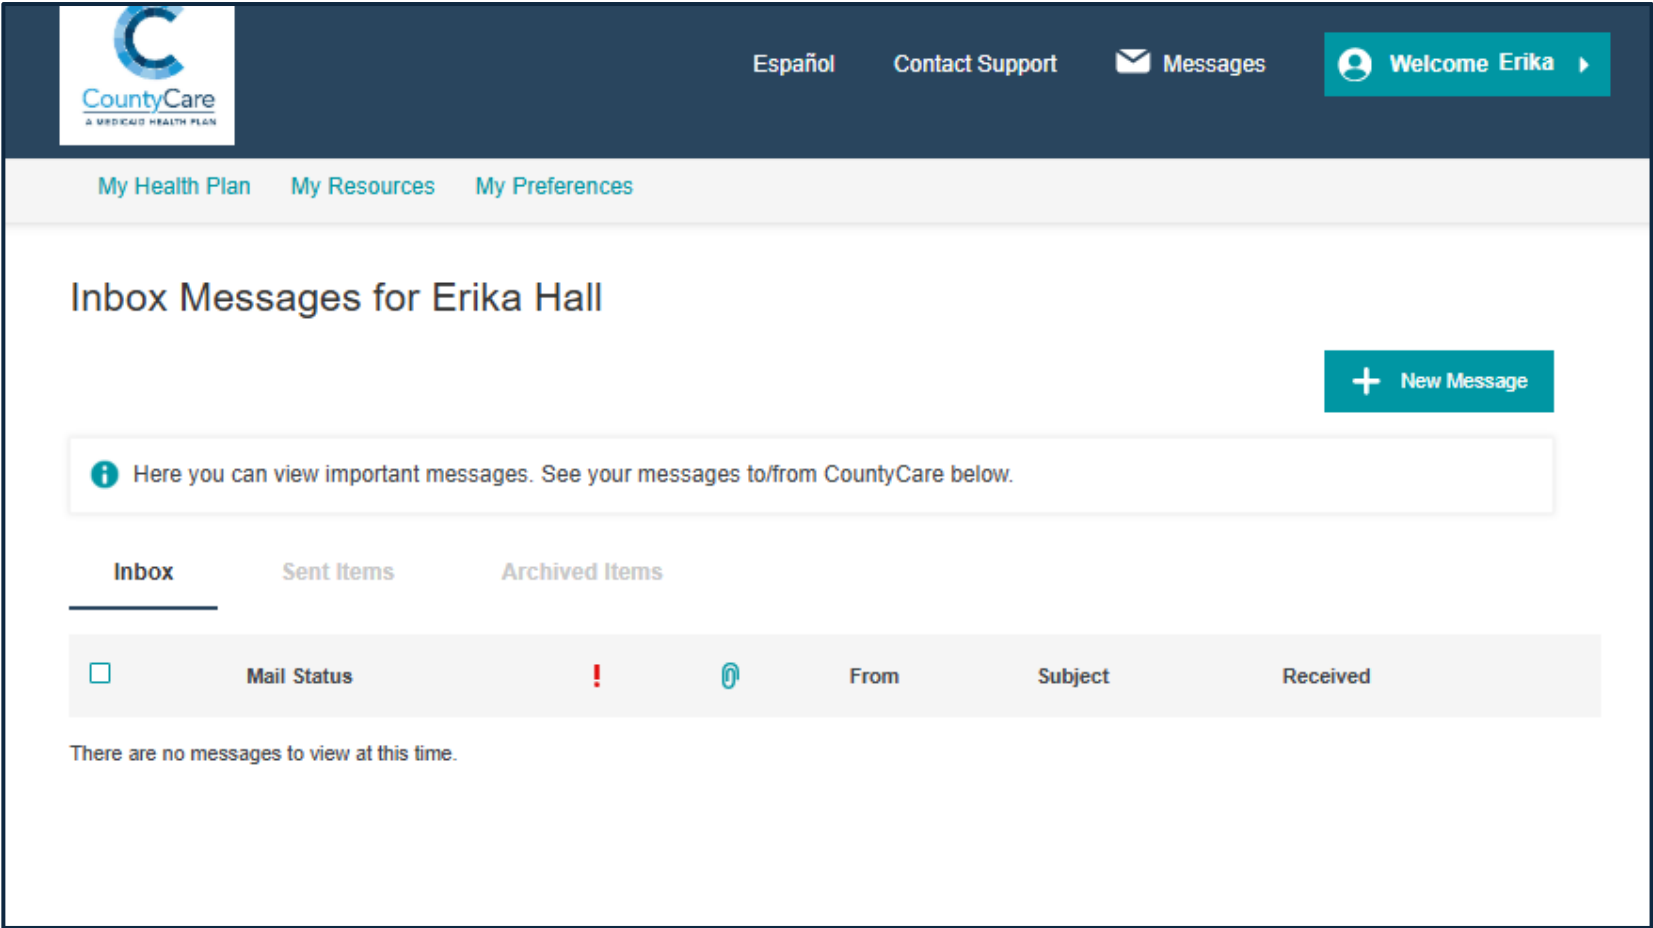 CountyCare
A MEDICAID HEALTH PLAN
Español Contact Support Messages Welcome Erika
My Health Plan My Resources My Preferences
Inbox Messages for Erika Hall
New Message
Here you can view important messages. See your messages to/from CountyCare below.
Inbox Sent Items Archived Items
Mail Status ! From Subject Received
There are no messages to view at this time.